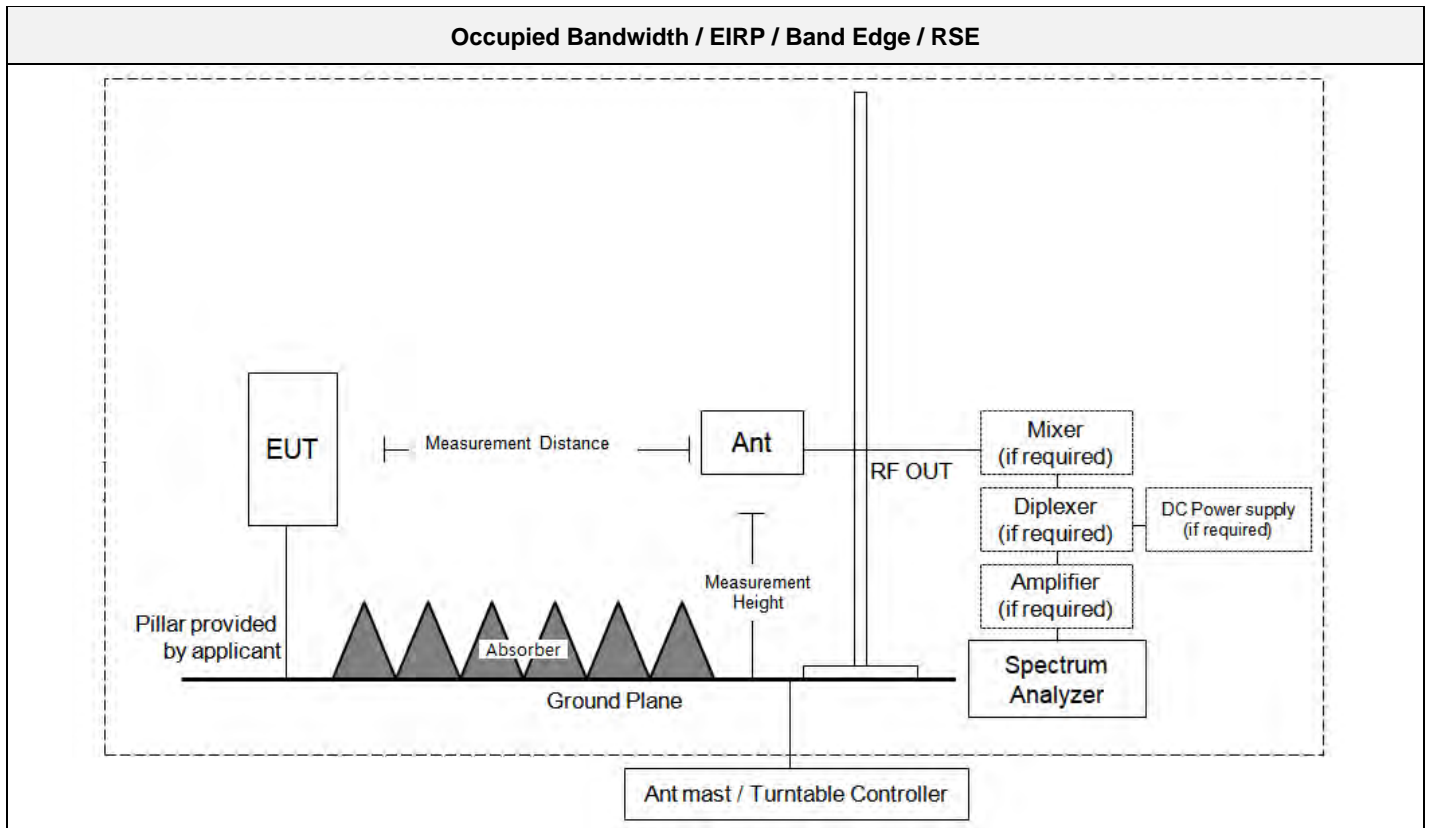 Occupied Bandwidth / EIRP / Band Edge / RSE
EUT
Measurement Distance
Ant
RF OUT
Mixer
(if required)
Diplexer
(if required)
DC Power supply
(if required)
Amplifier
(if required)
Measurement
Height
Pillar provided
by applicant
Absorber
Spectrum
Analyzer
Ground Plane
Ant mast / Turntable Controller